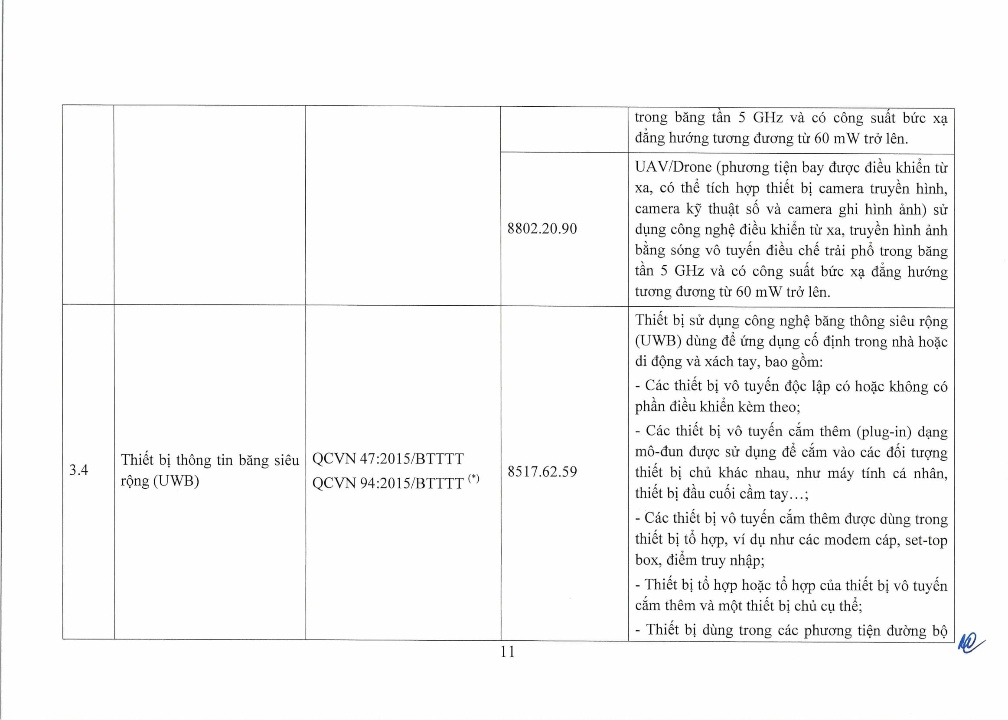 trong băng tần 5 GHz và có công suất bức xạ
đẳng hướng tương đương từ 60 mW trở lên.
8802.20.90
UAV/Drone (phương tiện bay được điều khiển từ
xa, có thể tích hợp thiết bị camera truyền hình,
camera kỹ thuật số và camera ghi hình ảnh) sử
dụng công nghệ điều khiển từ xa, truyền hình ảnh
bằng sóng vô tuyến điều chế trải phổ trong băng
tần 5 GHz và có công suất bức xạ đẳng hướng
tương đương từ 60 mW trở lên.
3.4
Thiết bị thông tin băng siêu
rộng (UWB)
QCVN 47:2015/BTTTT
QCVN 94:2015/BTTTT (*)
8517.62.59
Thiết bị sử dụng công nghệ băng thông siêu rộng
(UWB) dùng để ứng dụng cố định trong nhà hoặc
di động và xách tay, bao gồm:
- Các thiết bị vô tuyến độc lập có hoặc không có
phần điều khiển kèm theo;
- Các thiết bị vô tuyến cắm thêm (plug-in) dạng
mô-đun được sử dụng để cắm vào các đối tượng
thiết bị chủ khác nhau, như máy tính cá nhân,
thiết bị đầu cuối cầm tay…;
- Các thiết bị vô tuyến cắm thêm được dùng trong
thiết bị tổ hợp, ví dụ như các modem cáp, set-top
box, điểm truy nhập;
- Thiết bị tổ hợp hoặc tổ hợp của thiết bị vô tuyến
cắm thêm và một thiết bị chủ cụ thể;
- Thiết bị dùng trong các phương tiện đường bộ
11